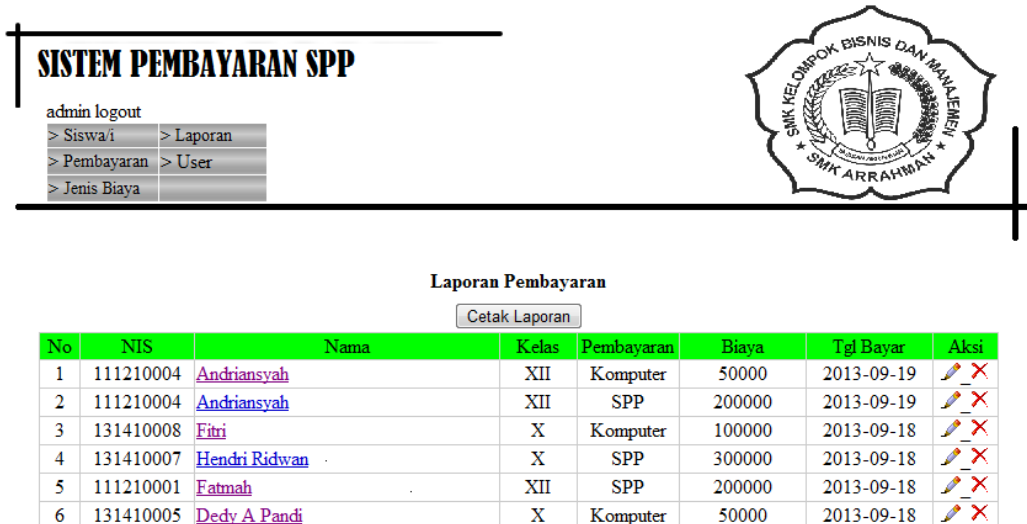 SISTEM PEMBAYARAN SPP
SMK KELOMPOK BISNIS DAN MANAJEMEN
★ SMK ARRAHMAN ★
admin logout
> Siswa/i > Laporan
> Pembayaran > User
> Jenis Biaya
Laporan Pembayaran
Cetak Laporan
No NIS Nama Kelas Pembayaran Biaya Tgl Bayar Aksi
1 111210004 Andriansyah XII Komputer 50000 2013-09-19
2 111210004 Andriansyah XII SPP 200000 2013-09-19
3 131410008 Fitri X Komputer 100000 2013-09-18
4 131410007 Hendri Ridwan X SPP 300000 2013-09-18
5 111210001 Fatmah XII SPP 200000 2013-09-18
6 131410005 Dedy A Pandi X Komputer 50000 2013-09-18